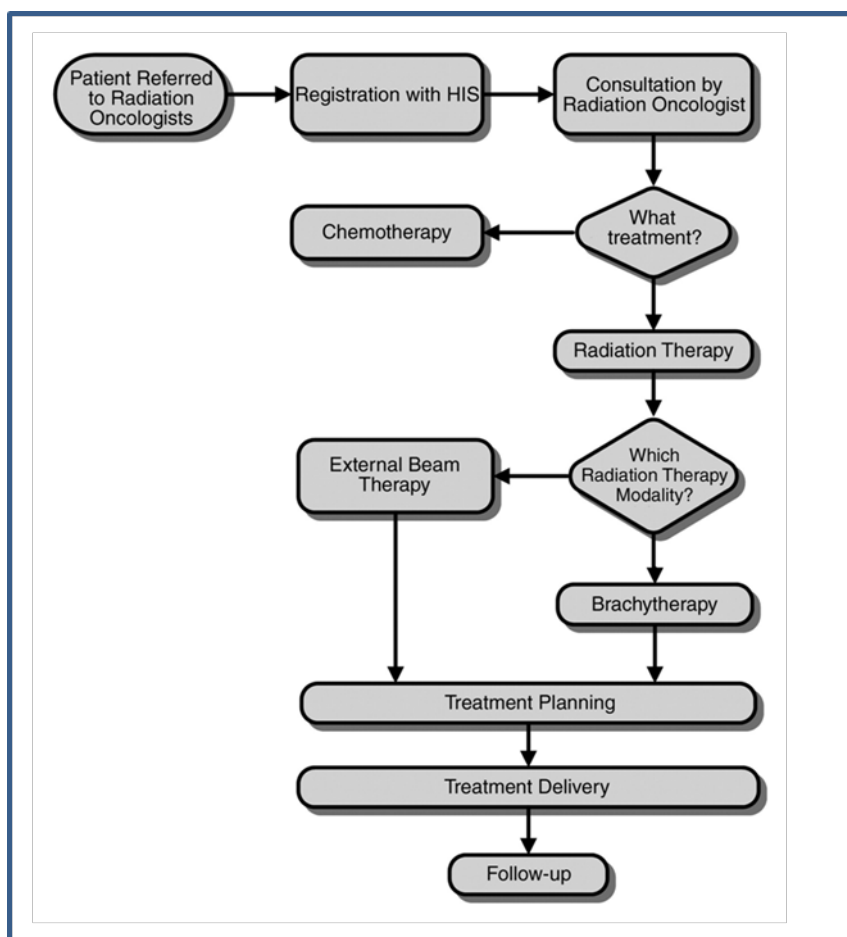 Patient Referred
to Radiation
Oncologists
Registration with HIS
Consultation by
Radiation Oncologist
What
treatment?
Chemotherapy
Radiation Therapy
Which
Radiation Therapy
Modality?
External Beam
Therapy
Brachytherapy
Treatment Planning
Treatment Delivery
Follow-up